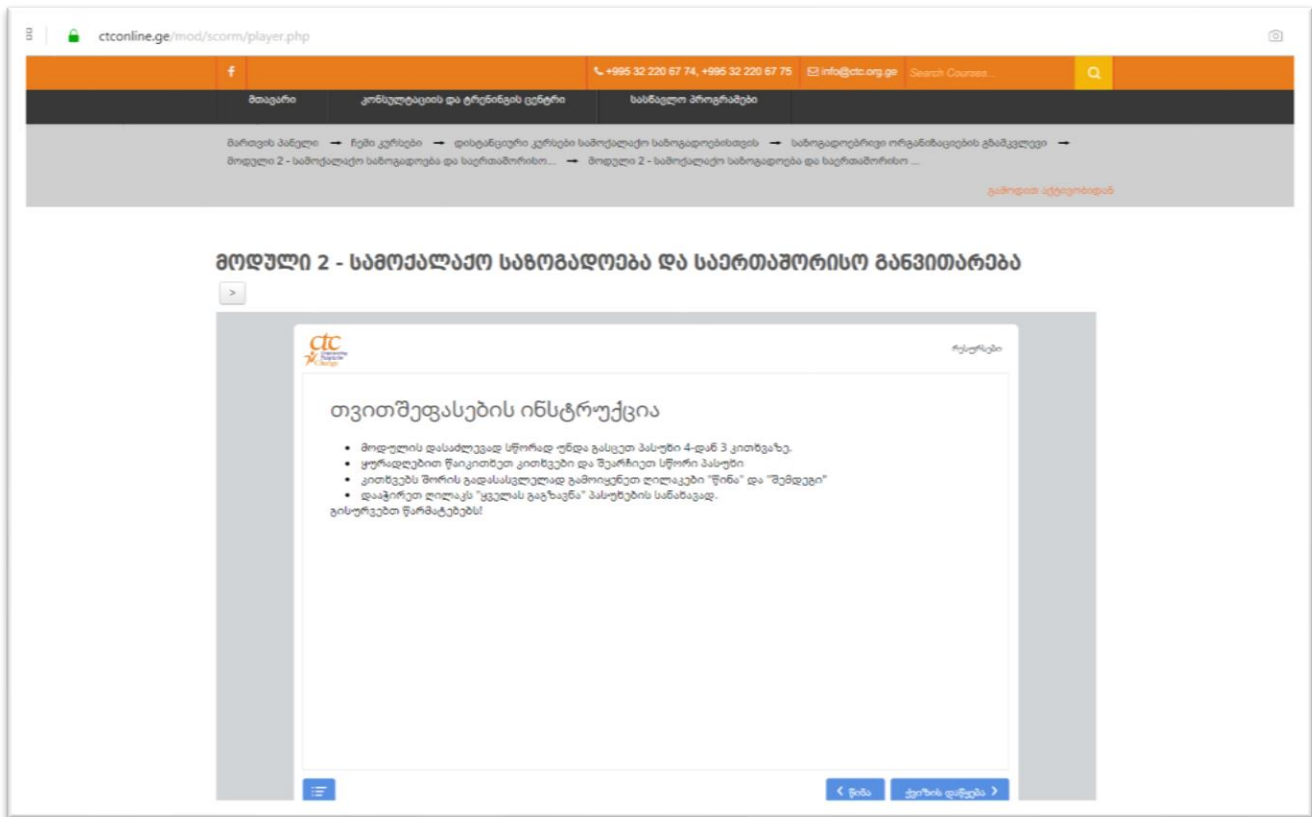 ctconline.ge/mod/scorm/player.php
f +995 32 220 67 74, +995 32 220 67 75 info@ctc.org.ge Search Courses...
მთავარი კონსულტაციის და ტრენინგის ცენტრი სასწავლო პროგრამები
მართვის პანელი → ჩემი კურსები → დისტანციური კურსები სამოქალაქო საზოგადოებისთვის → საზოგადოებრივი ორგანიზაციების გზამკვლევი →
მოდული 2 - სამოქალაქო საზოგადოება და საერთაშორისო... → მოდული 2 - სამოქალაქო საზოგადოება და საერთაშორისო ...
გამოდით აქტივობიდან
მოდული 2 - სამოქალაქო საზოგადოება და საერთაშორისო განვითარება
>
ctc
Change
რესურსები
თვითშეფასების ინსტრუქცია
• მოდულის დასაძლევად სწორად უნდა გასცეთ პასუხი 4-დან 3 კითხვაზე.
• ყურადღებით წაიკითხეთ კითხვები და შეარჩიეთ სწორი პასუხი
• კითხვებს შორის გადასასვლელად გამოიყენეთ ღილაკები "წინა" და "შემდეგი"
• დააჭირეთ ღილაკს "ყველას გაგზავნა" პასუხების სანახავად.
გისურვებთ წარმატებებს!
< წინა ქვიზის დაწყება >